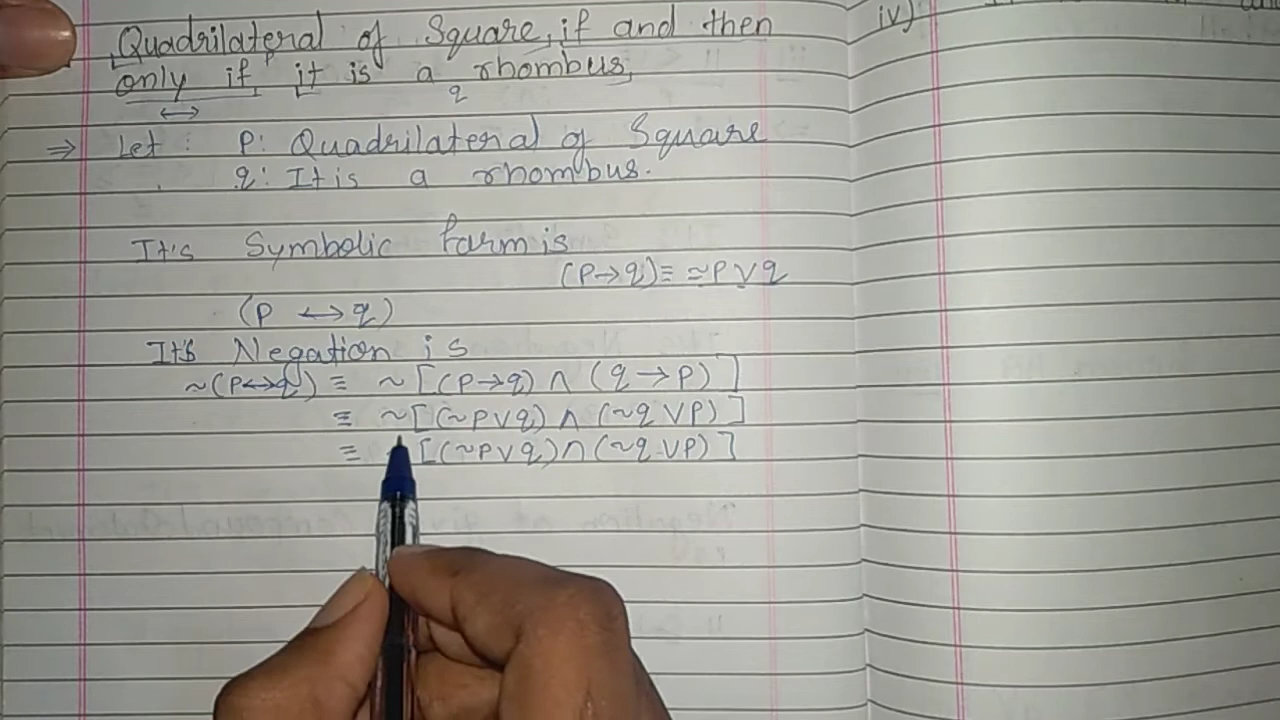 Quadrilateral of Square, if and then
only if it is a rhombus,
p
q
↔
⇒ Let : P: Quadrilateral of Square
q: It is a rhombus.
It's Symbolic Form is
(P→q)≡ ~P∨q
(P ↔ q)
It's Negation is
~(P↔q) ≡ ~[(P→q) ∧ (q→P)]
≡ ~[(~P∨q) ∧ (~q∨P)]
≡ ~[(~P∨q)∧(~q∨P)]
iv)